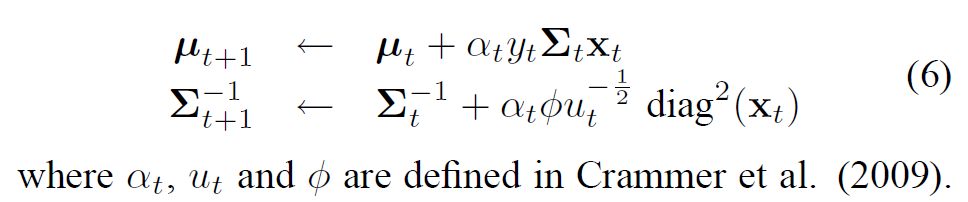 μ_{t+1} ← μ_t + α_t y_t Σ_t x_t
Σ_{t+1}^{-1} ← Σ_t^{-1} + α_t ϕ u_t^{-1/2} diag^2(x_t)
(6)
where α_t, u_t and ϕ are defined in Crammer et al. (2009).